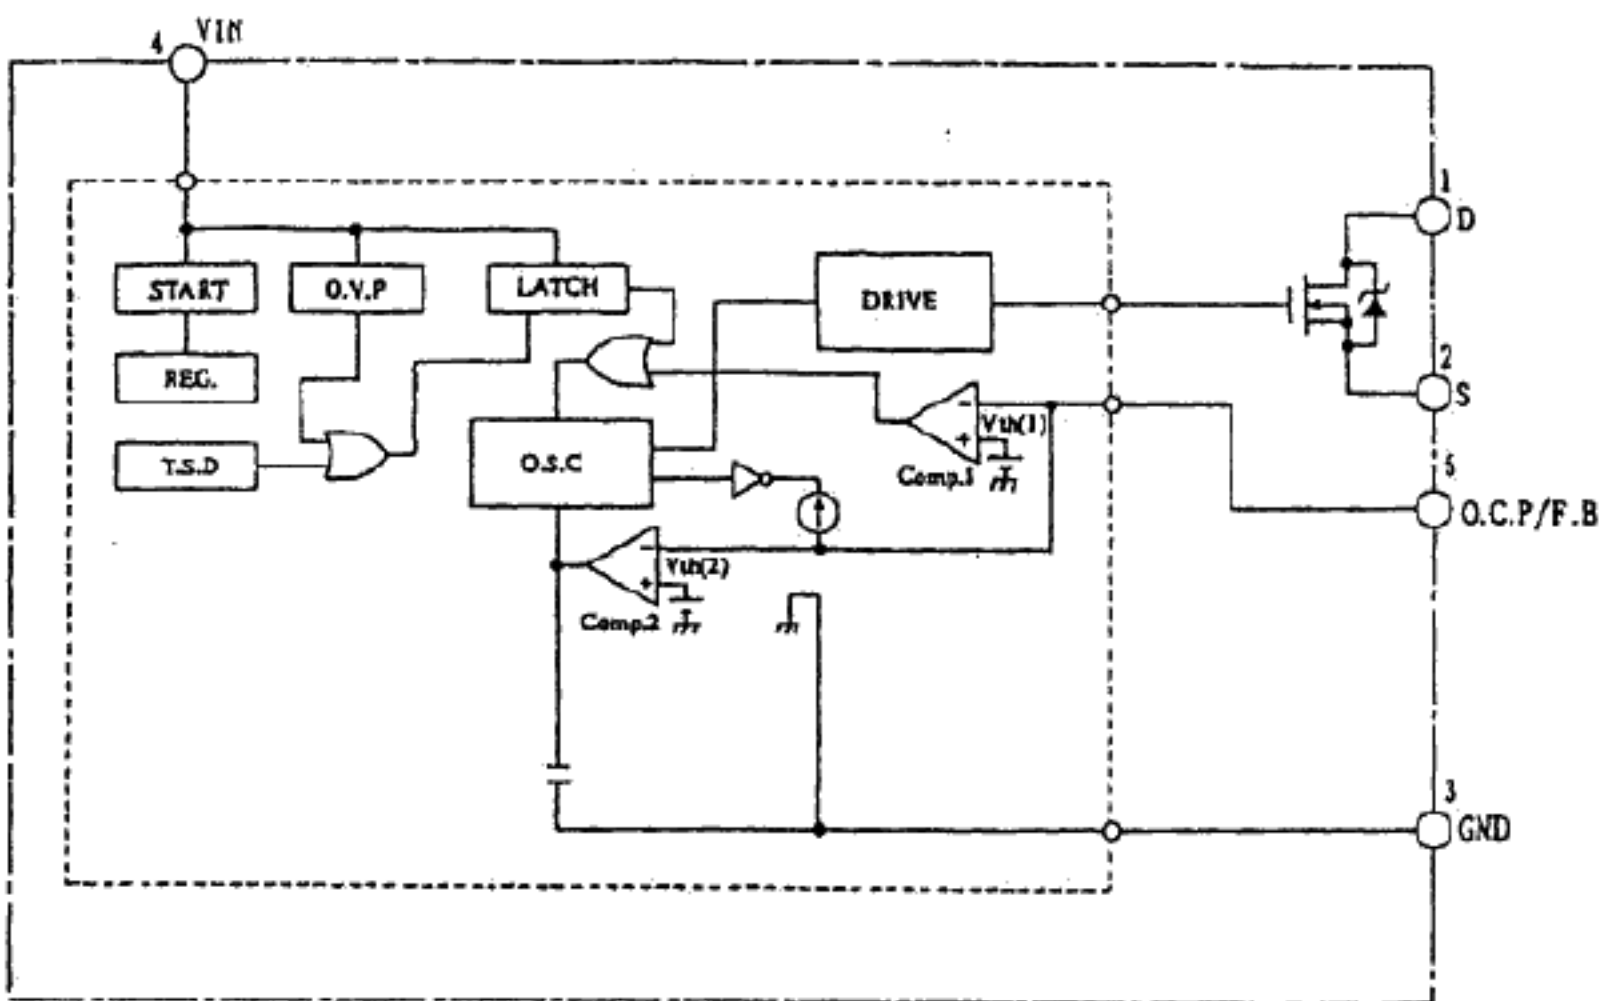 4 VIN
1
D
START
O.V.P
LATCH
DRIVE
2
S
REG.
−
Vth(1)
+
T.S.D
O.S.C
Comp.1
5
O.C.P/F.B
−
Vth(2)
+
Comp.2
3
GND